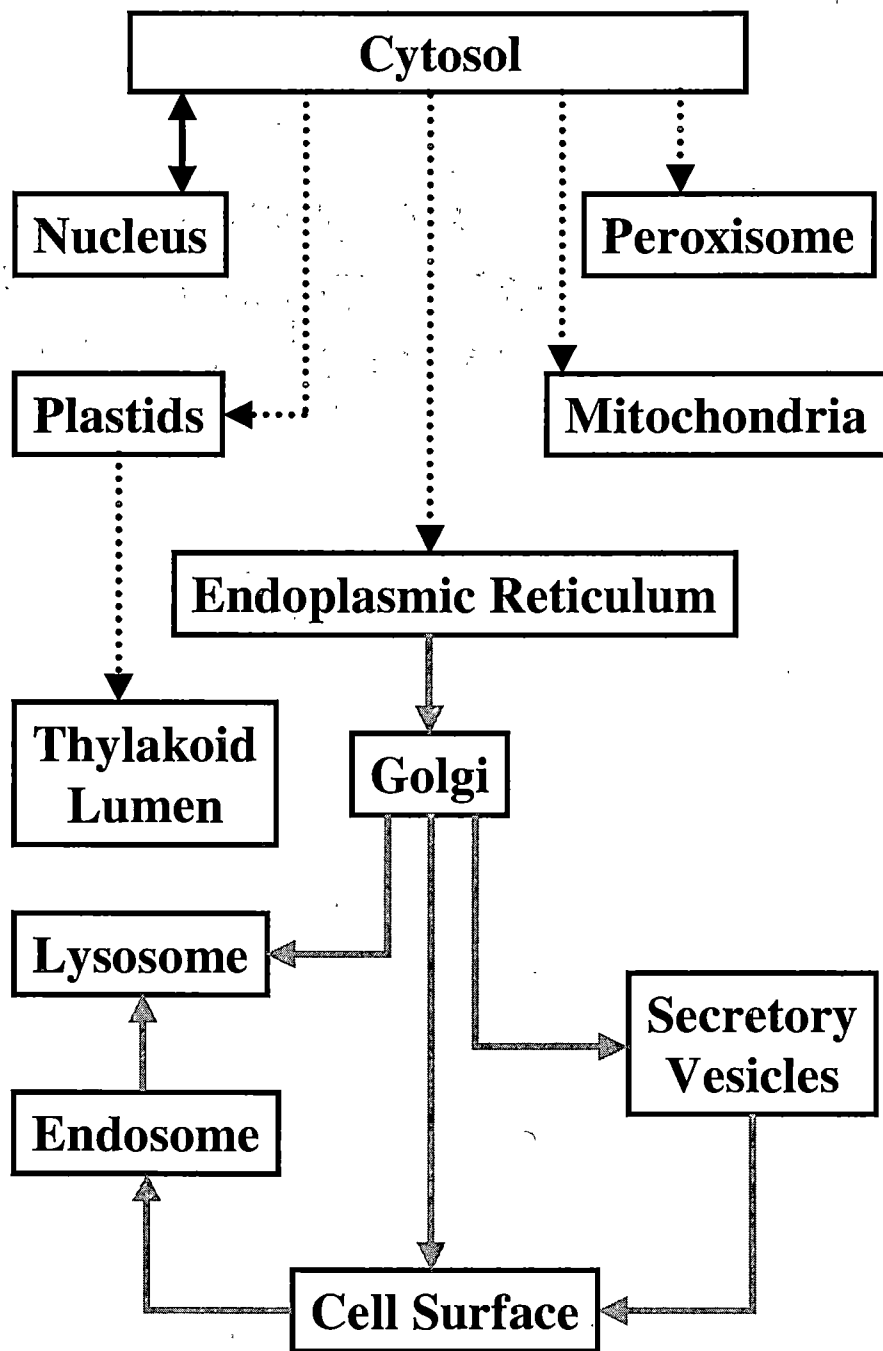 Cytosol
Nucleus
Peroxisome
Plastids
Mitochondria
Endoplasmic Reticulum
Thylakoid
Lumen
Golgi
Lysosome
Secretory
Vesicles
Endosome
Cell Surface